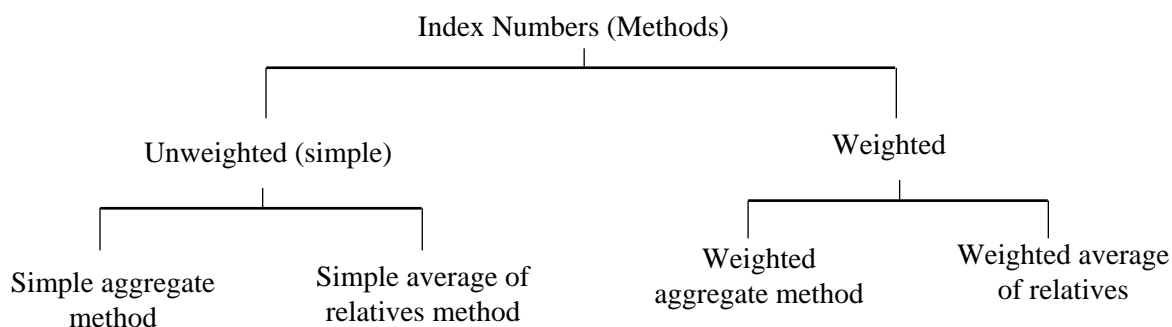 Index Numbers (Methods)
Unweighted (simple)
Weighted
Simple aggregate
method
Simple average of
relatives method
Weighted
aggregate method
Weighted average
of relatives